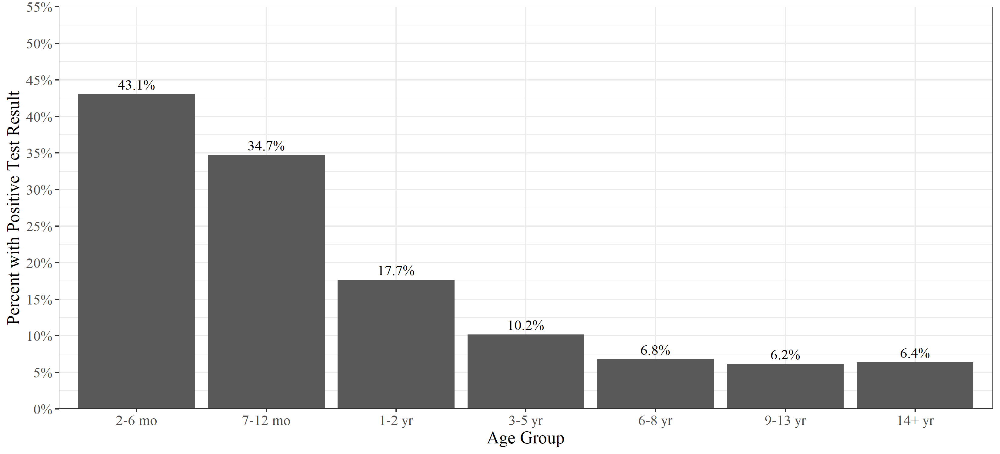 Percent with Positive Test Result
55%
50%
45%
40%
35%
30%
25%
20%
15%
10%
5%
0%
43.1%
34.7%
17.7%
10.2%
6.8%
6.2%
6.4%
2-6 mo
7-12 mo
1-2 yr
3-5 yr
6-8 yr
9-13 yr
14+ yr
Age Group